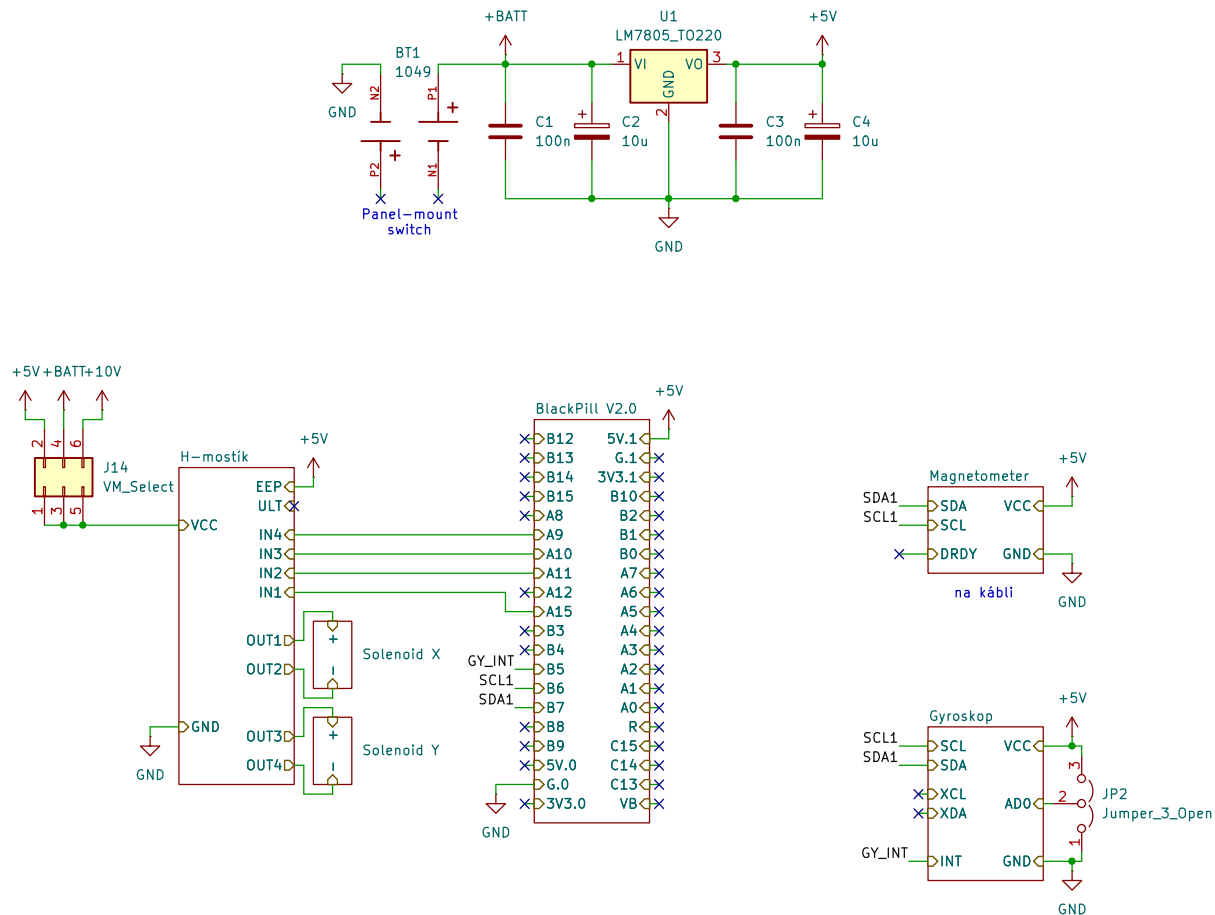 +BATT
U1
LM7805_TO220
+5V
BT1
1049
GND
N2
P1
+
1
VI
VO
3
GND
2
P2
+
N1
+
C1
100n
C2
10u
C3
100n
+
C4
10u
Panel-mount
switch
GND
+5V
+BATT
+10V
2
4
6
J14
VM_Select
1
3
5
H-mostík
+5V
EEP
ULT
VCC
IN4
IN3
IN2
IN1
OUT1
OUT2
GND
OUT3
OUT4
GND
+
-
Solenoid X
+
-
Solenoid Y
BlackPill V2.0
+5V
B12
5V.1
B13
G.1
B14
3V3.1
B15
B10
A8
B2
A9
B1
A10
B0
A11
A7
A12
A6
A15
A5
B3
A4
B4
A3
GY_INT
B5
A2
SCL1
B6
A1
SDA1
B7
A0
B8
R
B9
C15
5V.0
C14
G.0
C13
3V3.0
VB
GND
Magnetometer
+5V
SDA1
SDA
VCC
SCL1
SCL
DRDY
GND
na kábli
GND
Gyroskop
+5V
SCL1
SCL
VCC
SDA1
SDA
3
XCL
AD0
2
JP2
XDA
Jumper_3_Open
1
GY_INT
INT
GND
GND